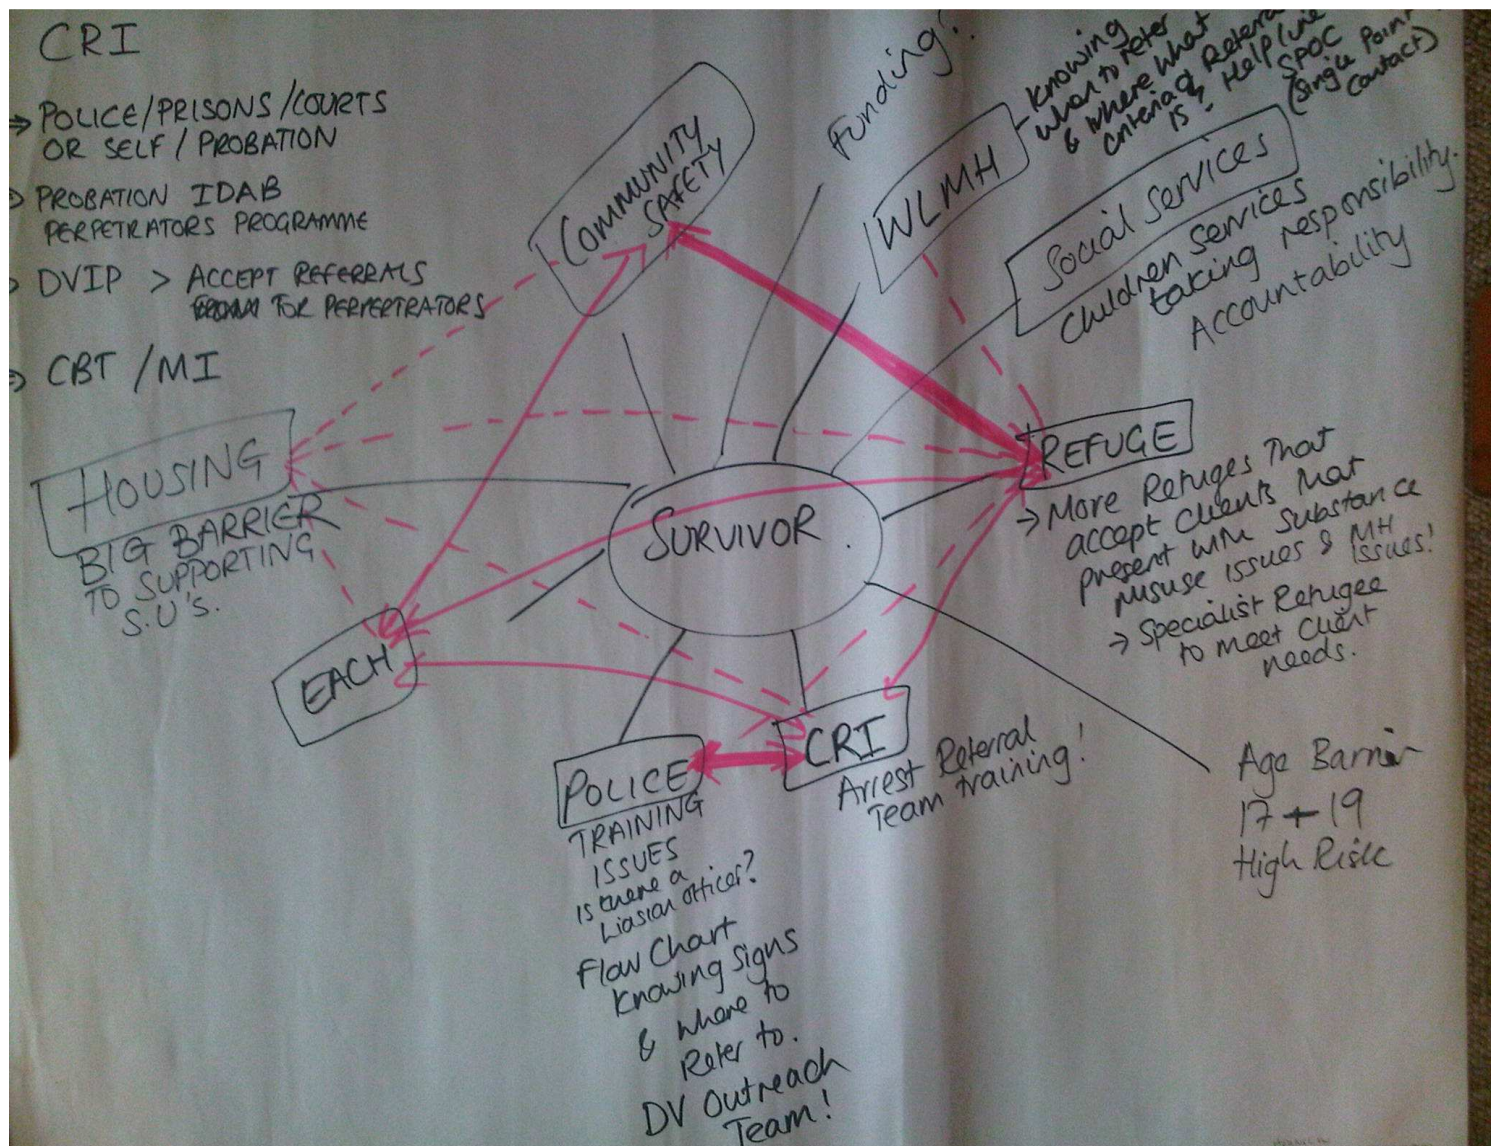 CRI
→ POLICE/PRISONS/COURTS
OR SELF / PROBATION
→ PROBATION IDAB
PERPETRATORS PROGRAMME
→ DVIP > ACCEPT REFERRALS
FOR PERPERTRATORS
→ CBT / MI
COMMUNITY
SAFETY
Funding!!
WLMH
- Knowing
when to refer
& where what
criteria of Referral
is? Helpline
SPOC
(Single Point
Contact)
Social Services
Children Services
taking responsibility.
Accountability
HOUSING
BIG BARRIER
TO SUPPORTING
S.U'S.
SURVIVOR
REFUGE
→ More Refuges that
accept clients that
present with substance
misuse issues & MH
issues!
→ Specialist Refugee
to meet client
needs.
EACH
POLICE
TRAINING
ISSUES
Is there a
Liasian officer?
Flow Chart
Knowing signs
& where to
Refer to.
DV Outreach
Team!
CRI
Arrest Referral
Team training!
Age Barrier
17 + 19
High Risk